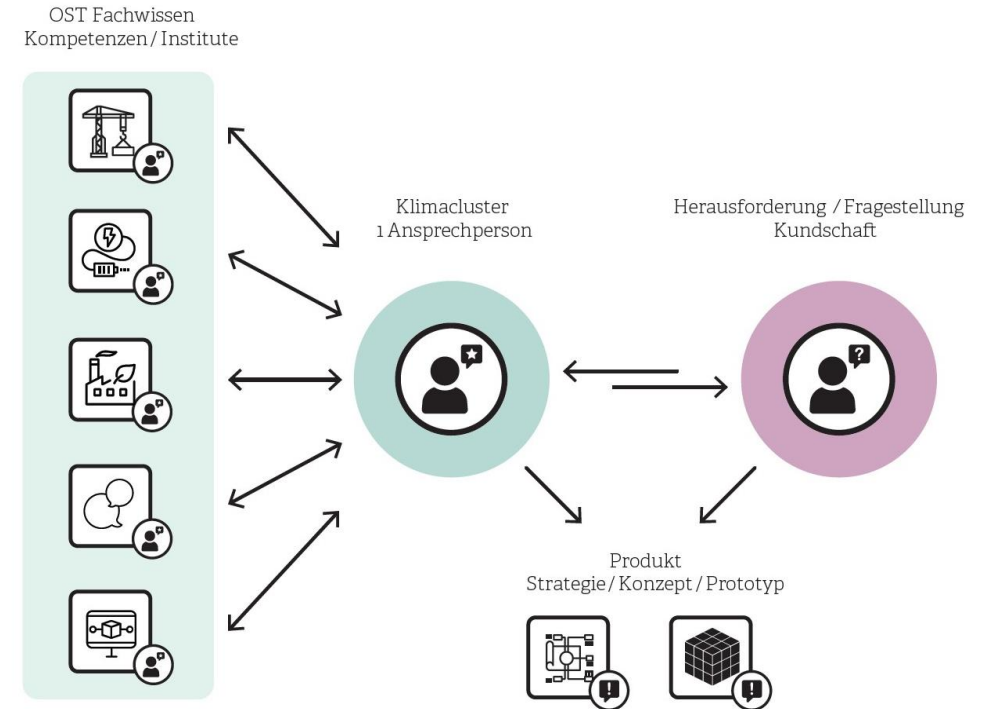 OST Fachwissen
Kompetenzen / Institute
Klimacluster
1 Ansprechperson
Herausforderung / Fragestellung
Kundschaft
Produkt
Strategie / Konzept / Prototyp